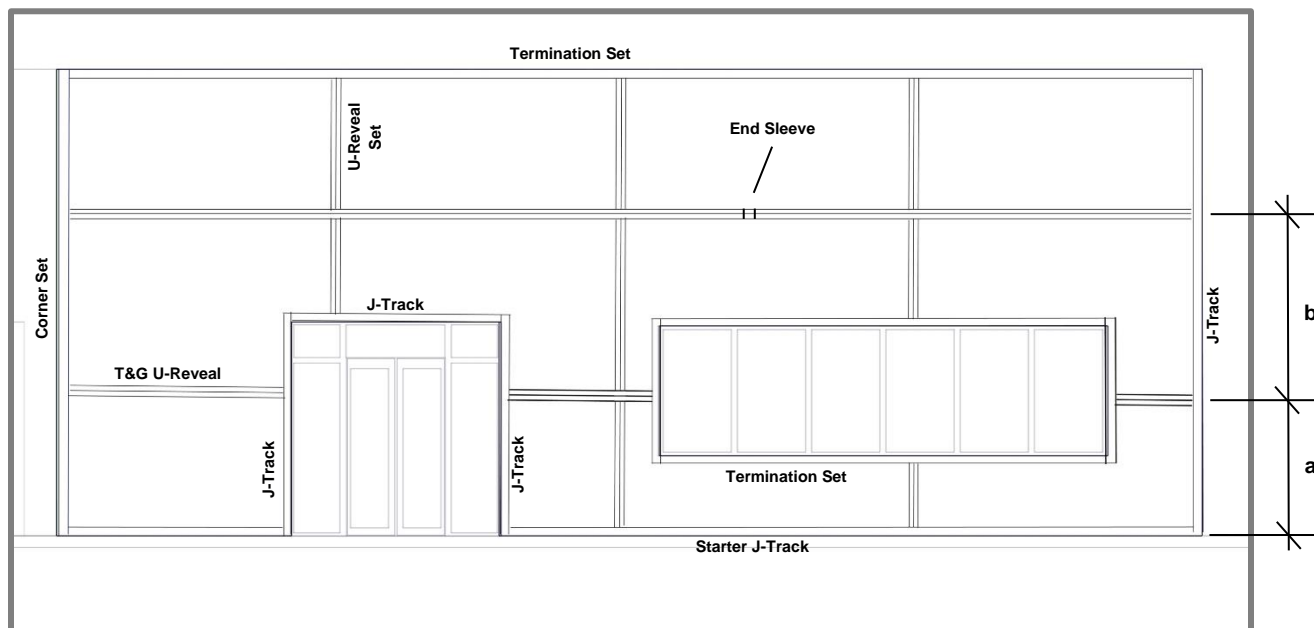 Termination Set
U-Reveal
Set
End Sleeve
Corner Set
J-Track
J-Track
b
T&G U-Reveal
J-Track
J-Track
Termination Set
a
Starter J-Track